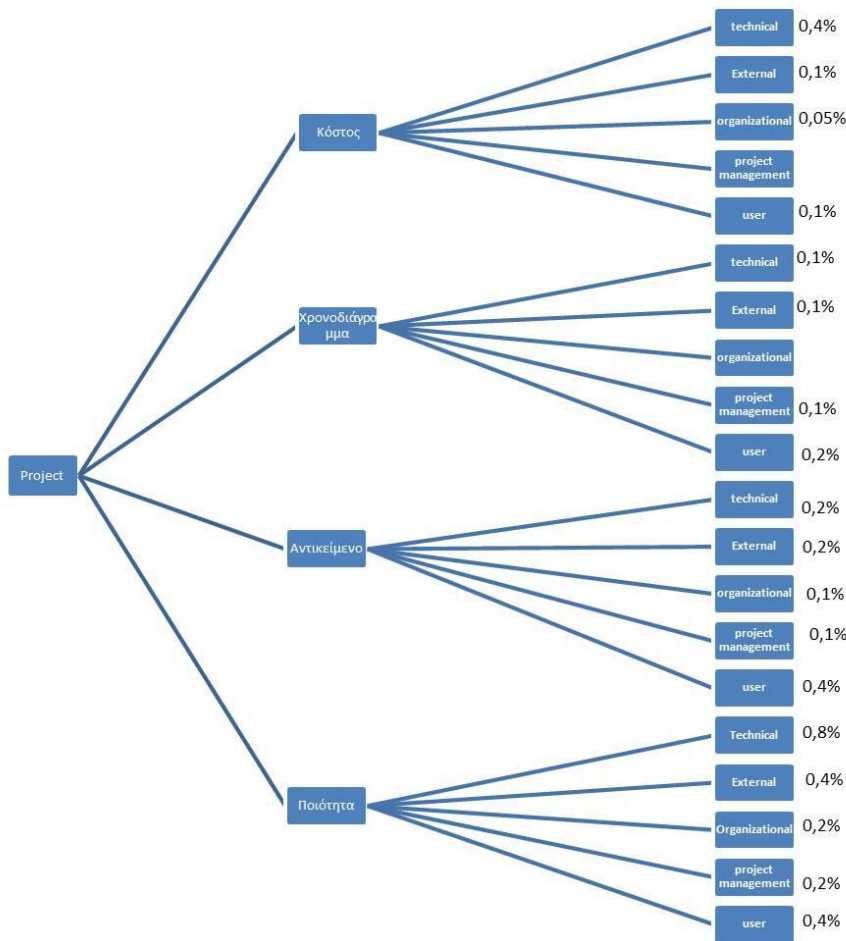 technical 0,4%
External 0,1%
Κόστος
organizational 0,05%
project
management
user 0,1%
technical 0,1%
External 0,1%
Χρονοδιάγρα
μμα
organizational
project
management 0,1%
user 0,2%
Project
technical 0,2%
External 0,2%
Αντικείμενο
organizational 0,1%
project
management 0,1%
user 0,4%
Technical 0,8%
External 0,4%
Ποιότητα
Organizational 0,2%
project
management 0,2%
user 0,4%